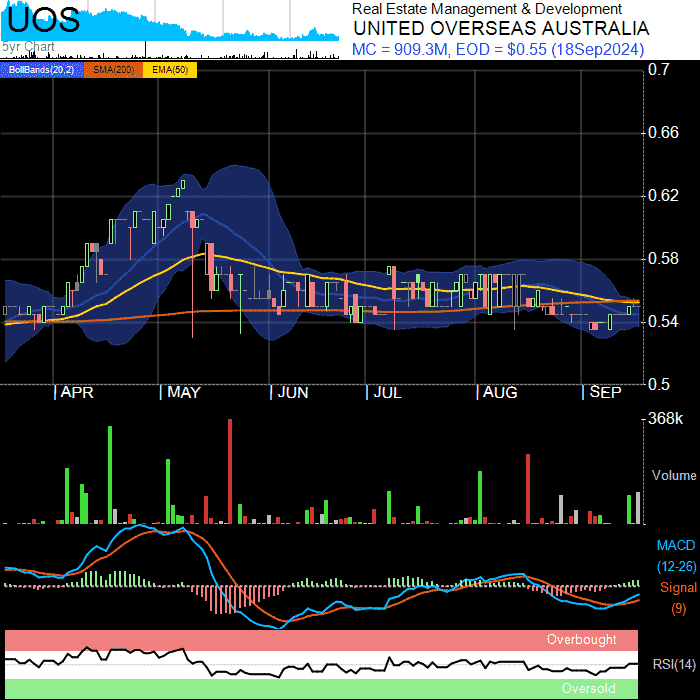 UOS
5yr Chart
Real Estate Management & Development
UNITED OVERSEAS AUSTRALIA
MC = 909.3M, EOD = $0.55 (18Sep2024)
BollBands(20,2) SMA(200) EMA(50)
0.7
0.66
0.62
0.58
0.54
0.5
APR MAY JUN JUL AUG SEP
368k
Volume
MACD
(12-26)
Signal
(9)
Overbought
RSI(14)
Oversold